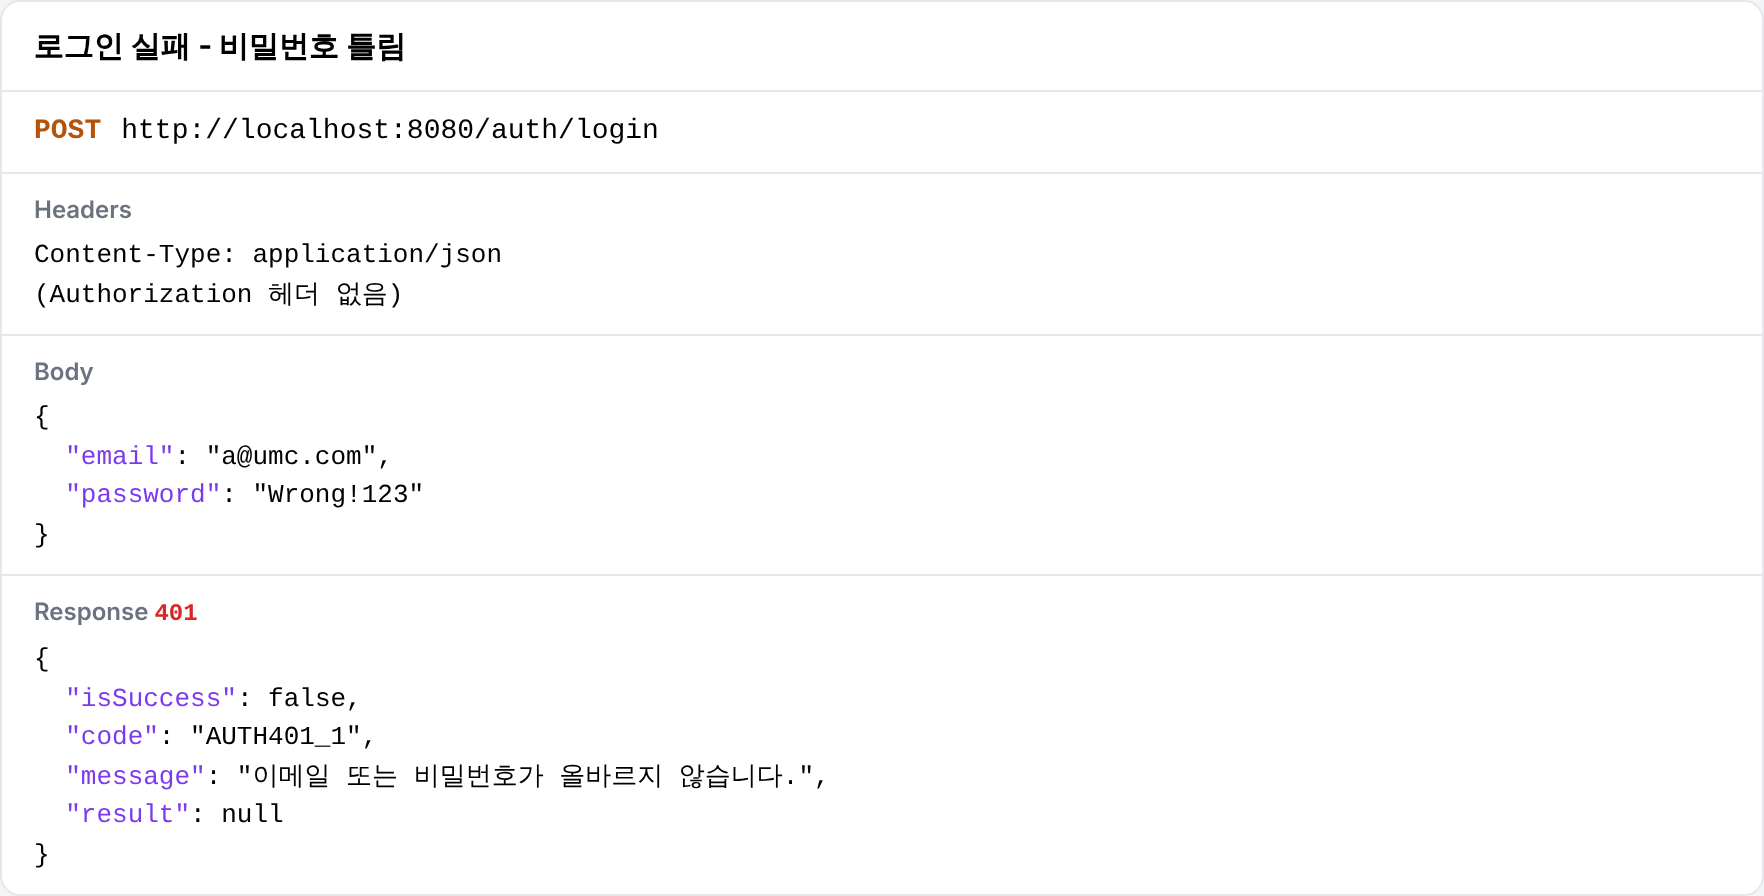 로그인 실패 - 비밀번호 틀림
POST http://localhost:8080/auth/login
Headers
Content-Type: application/json
(Authorization 헤더 없음)
Body
{
  "email": "a@umc.com",
  "password": "Wrong!123"
}
Response 401
{
  "isSuccess": false,
  "code": "AUTH401_1",
  "message": "이메일 또는 비밀번호가 올바르지 않습니다.",
  "result": null
}